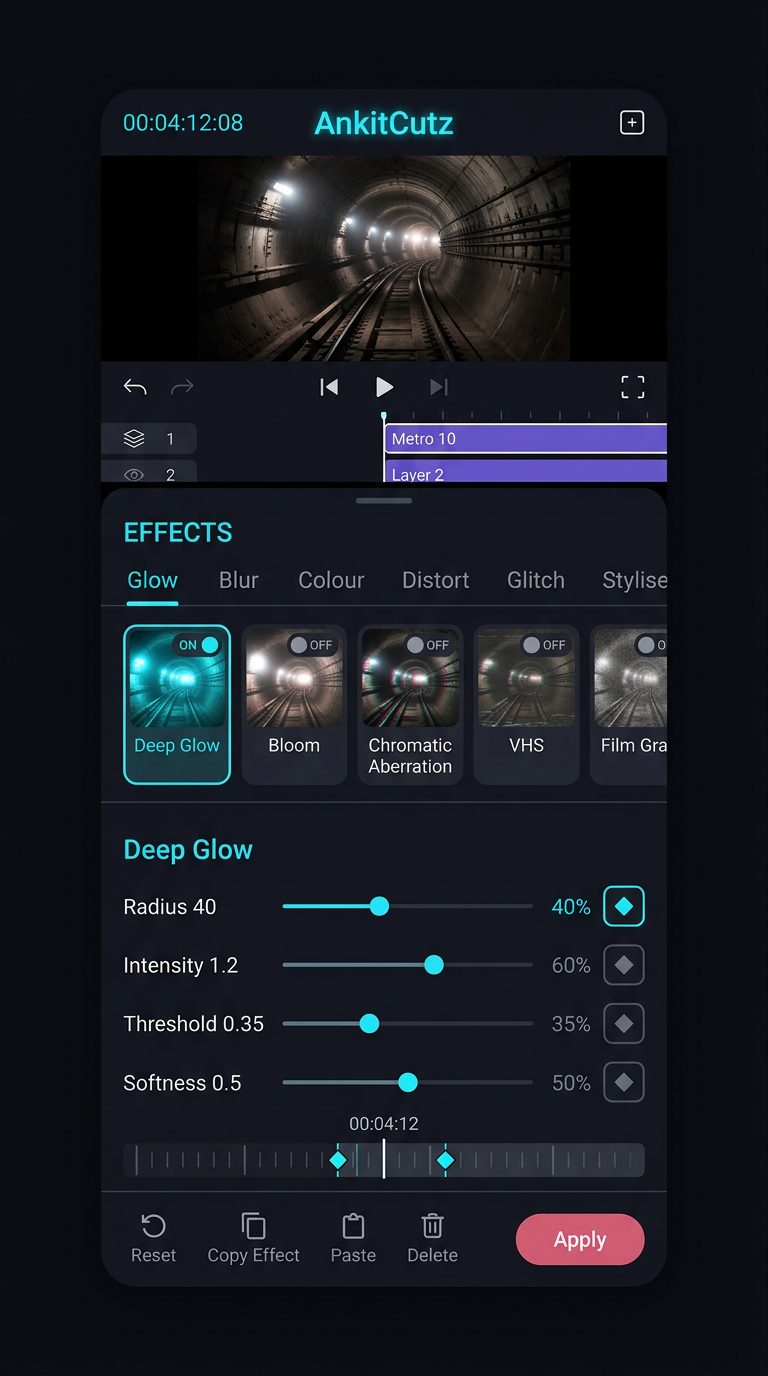 00:04:12:08 AnkitCutz
1 Metro 10
2 Layer 2
EFFECTS
Glow Blur Colour Distort Glitch Stylise
ON OFF OFF OFF O
Deep Glow Bloom Chromatic Aberration VHS Film Gra
Deep Glow
Radius 40 40%
Intensity 1.2 60%
Threshold 0.35 35%
Softness 0.5 50%
00:04:12
Reset Copy Effect Paste Delete Apply